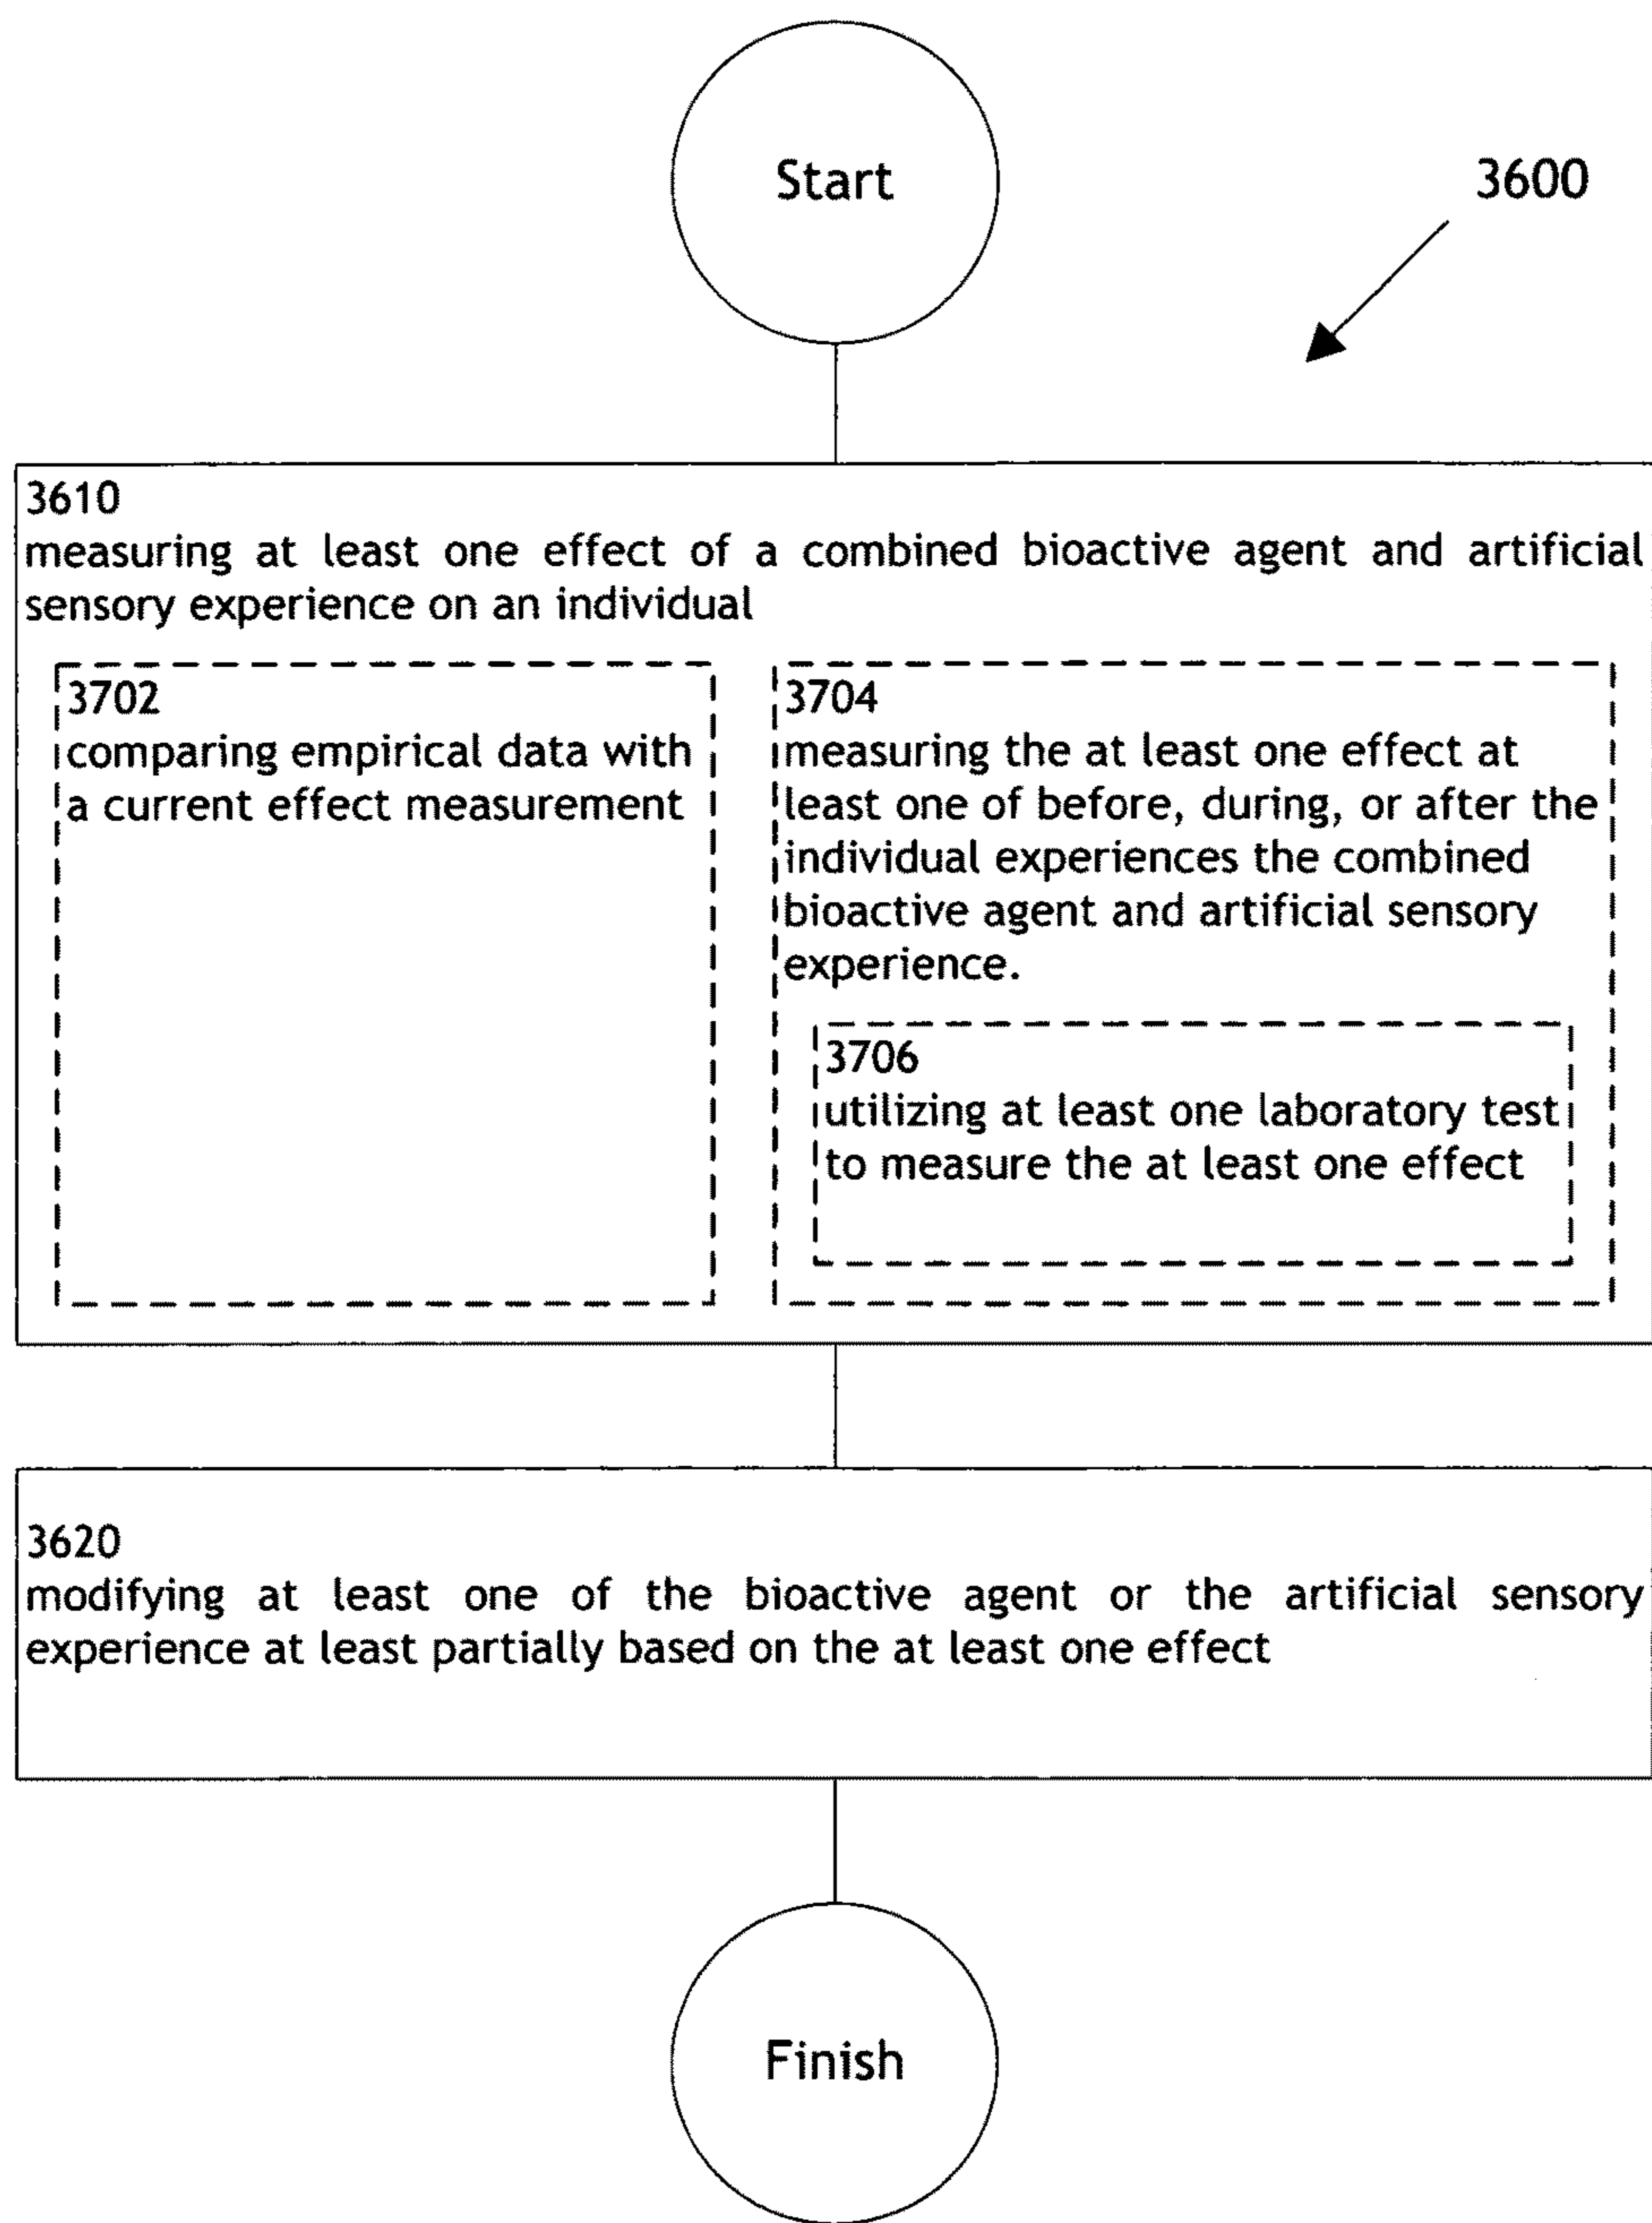 Start
3600
3610
measuring at least one effect of a combined bioactive agent and artificial
sensory experience on an individual
3702
comparing empirical data with
a current effect measurement
3704
measuring the at least one effect at
least one of before, during, or after the
individual experiences the combined
bioactive agent and artificial sensory
experience.
3706
utilizing at least one laboratory test
to measure the at least one effect
3620
modifying at least one of the bioactive agent or the artificial sensory
experience at least partially based on the at least one effect
Finish